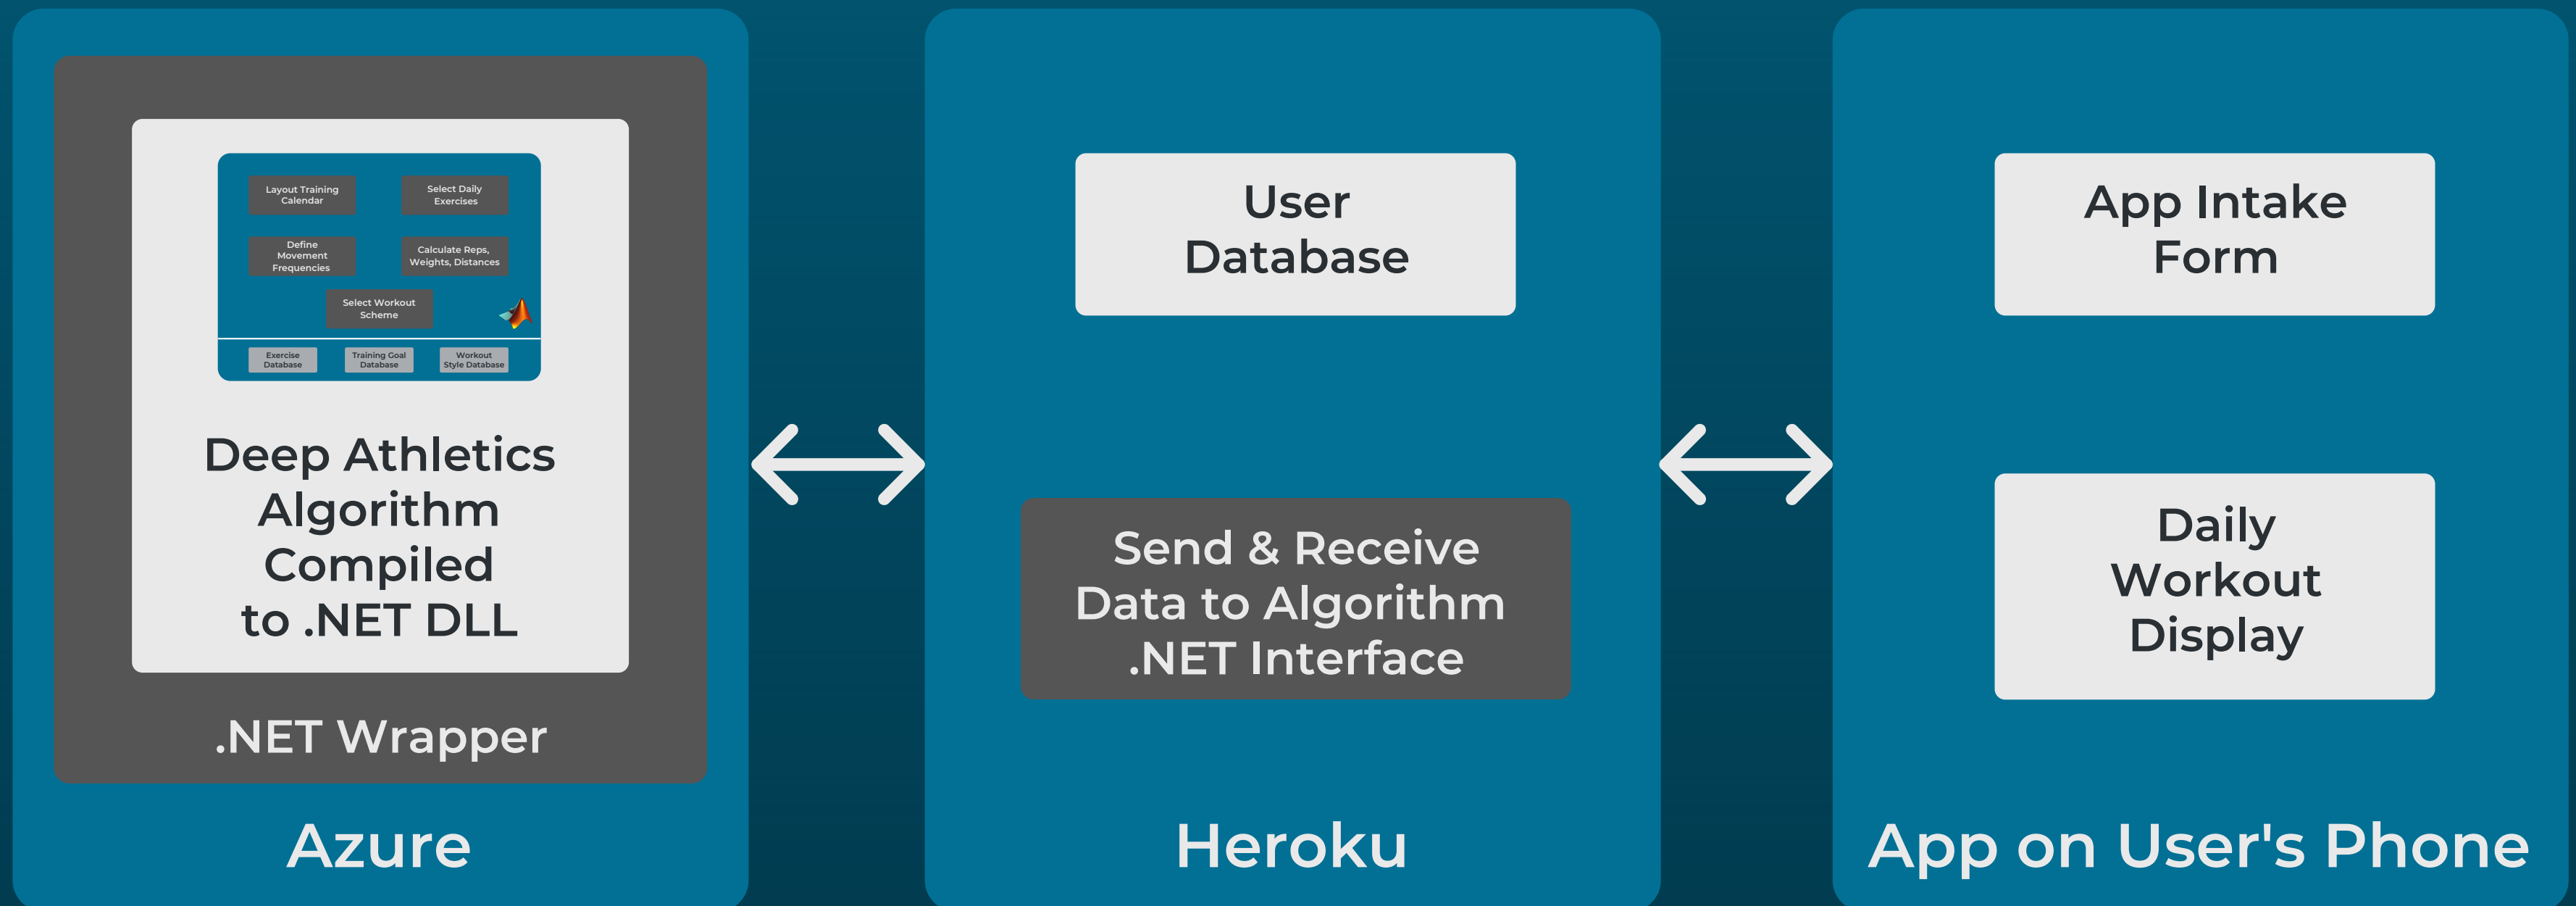 Layout Training
Calendar
Select Daily
Exercises
Define
Movement
Frequencies
Calculate Reps,
Weights, Distances
Select Workout
Scheme
Exercise
Database
Training Goal
Database
Workout
Style Database
Deep Athletics
Algorithm
Compiled
to .NET DLL
.NET Wrapper
Azure
User
Database
Send & Receive
Data to Algorithm
.NET Interface
Heroku
App Intake
Form
Daily
Workout
Display
App on User's Phone